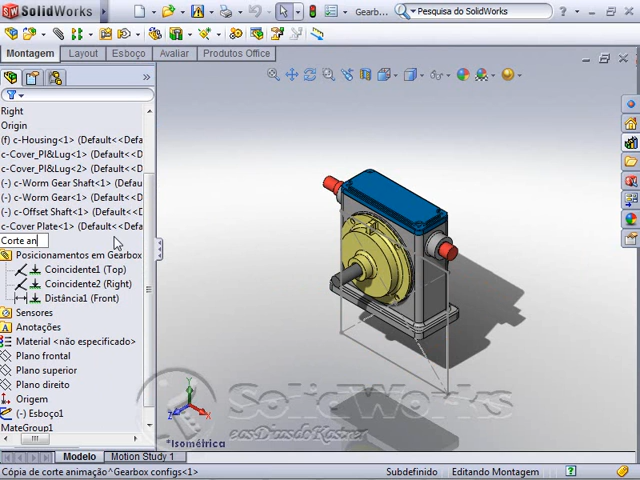 SolidWorks
Gearb...
Pesquisa do SolidWorks
Montagem
Layout
Esboço
Avaliar
Produtos Office
Right
Origin
(f) c-Housing<1> (Default<<Defa
c-Cover_Pl&Lug<1> (Default<<De
c-Cover_Pl&Lug<2> (Default<<De
(-) c-Worm Gear Shaft<1> (Defau
(-) c-Worm Gear<1> (Default<<D
(-) c-Offset Shaft<1> (Default<<D
c-Cover Plate<1> (Default<<Defa
Corte an
Posicionamentos em Gearbox
Coincidente1 (Top)
Coincidente2 (Right)
Distância1 (Front)
Sensores
Anotações
Material <não especificado>
Plano frontal
Plano superior
Plano direito
Origem
(-) Esboço1
MateGroup1
Y
X
Z
*Isométrica
SolidWorks
easDiasdoKaster
Modelo
Motion Study 1
Cópia de corte animação^Gearbox configs<1>
Subdefinido
Editando Montagem